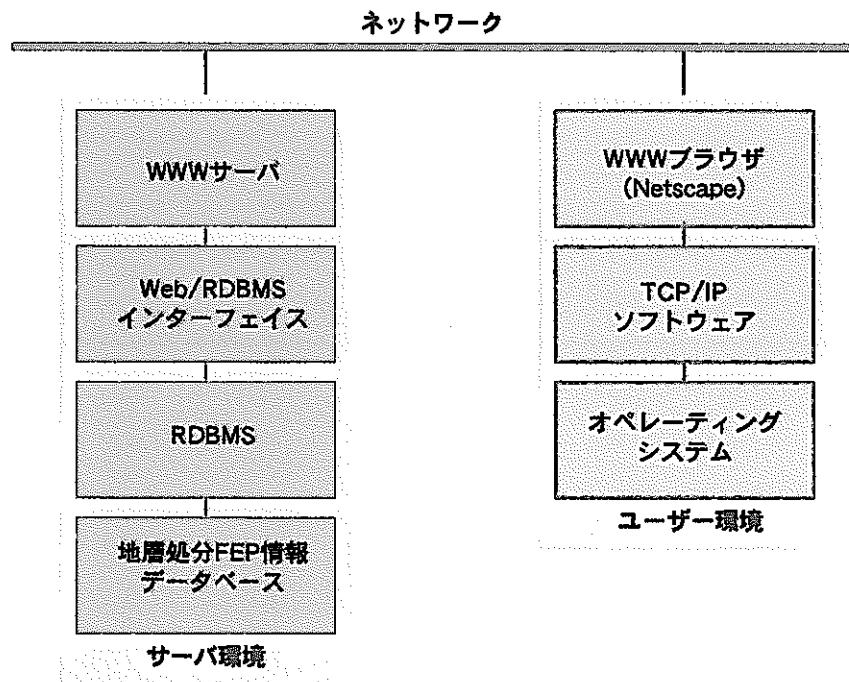 ネットワーク
WWWサーバ
Web/RDBMS
インターフェイス
RDBMS
地層処分FEP情報
データベース
サーバ環境
WWWブラウザ
(Netscape)
TCP/IP
ソフトウェア
オペレーティング
システム
ユーザー環境